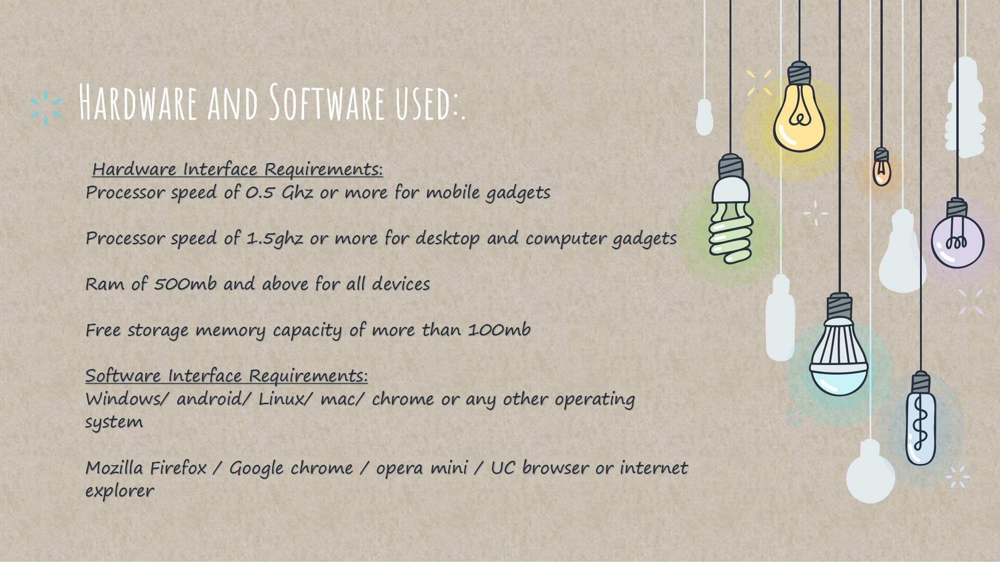 Hardware and Software used:.
Hardware Interface Requirements:
Processor speed of 0.5 Ghz or more for mobile gadgets
Processor speed of 1.5ghz or more for desktop and computer gadgets
Ram of 500mb and above for all devices
Free storage memory capacity of more than 100mb
Software Interface Requirements:
Windows/ android/ Linux/ mac/ chrome or any other operating
system
Mozilla Firefox / Google chrome / opera mini / UC browser or internet
explorer